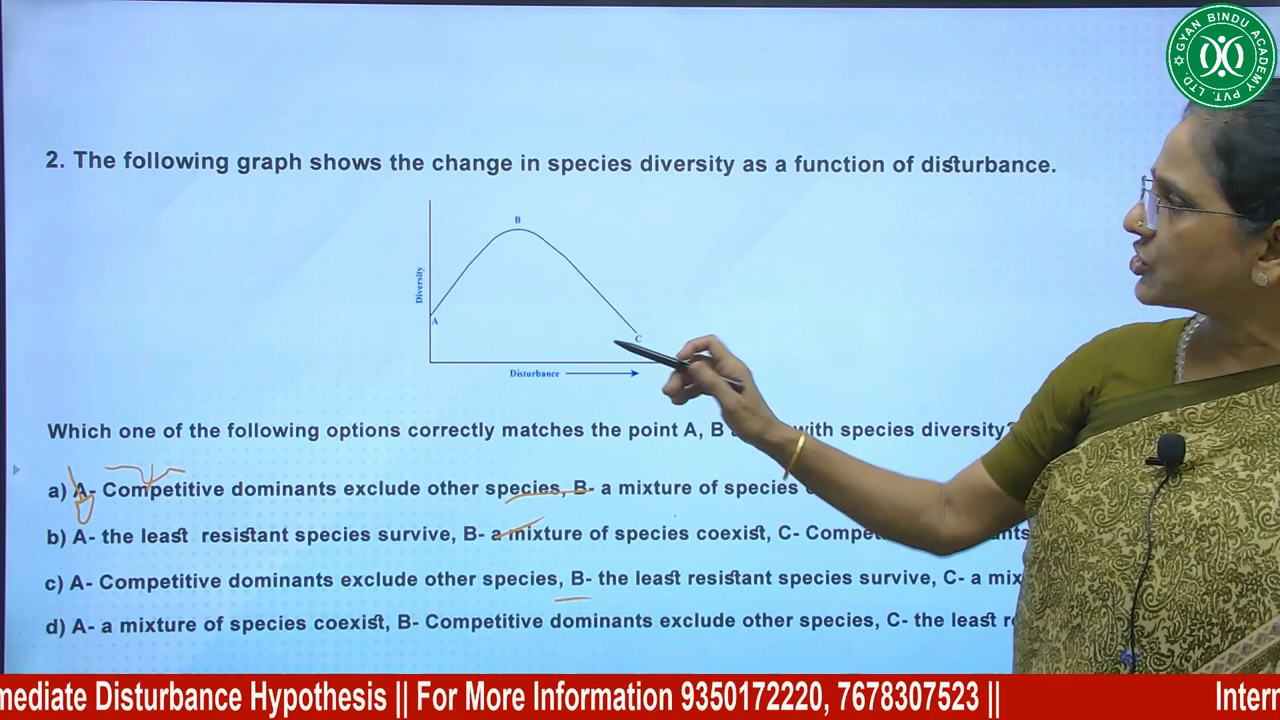 GYAN BINDU ACADEMY PVT. LTD.
2. The following graph shows the change in species diversity as a function of disturbance.
B
Diversity
A
C
Disturbance
Which one of the following options correctly matches the point A, B with species diversity?
a) A- Competitive dominants exclude other species, B- a mixture of species
b) A- the least resistant species survive, B- a mixture of species coexist, C-
c) A- Competitive dominants exclude other species, B- the least resistant species survive, C- a
d) A- a mixture of species coexist, B- Competitive dominants exclude other species, C- the least
mediate Disturbance Hypothesis || For More Information 9350172220, 7678307523 || Intern